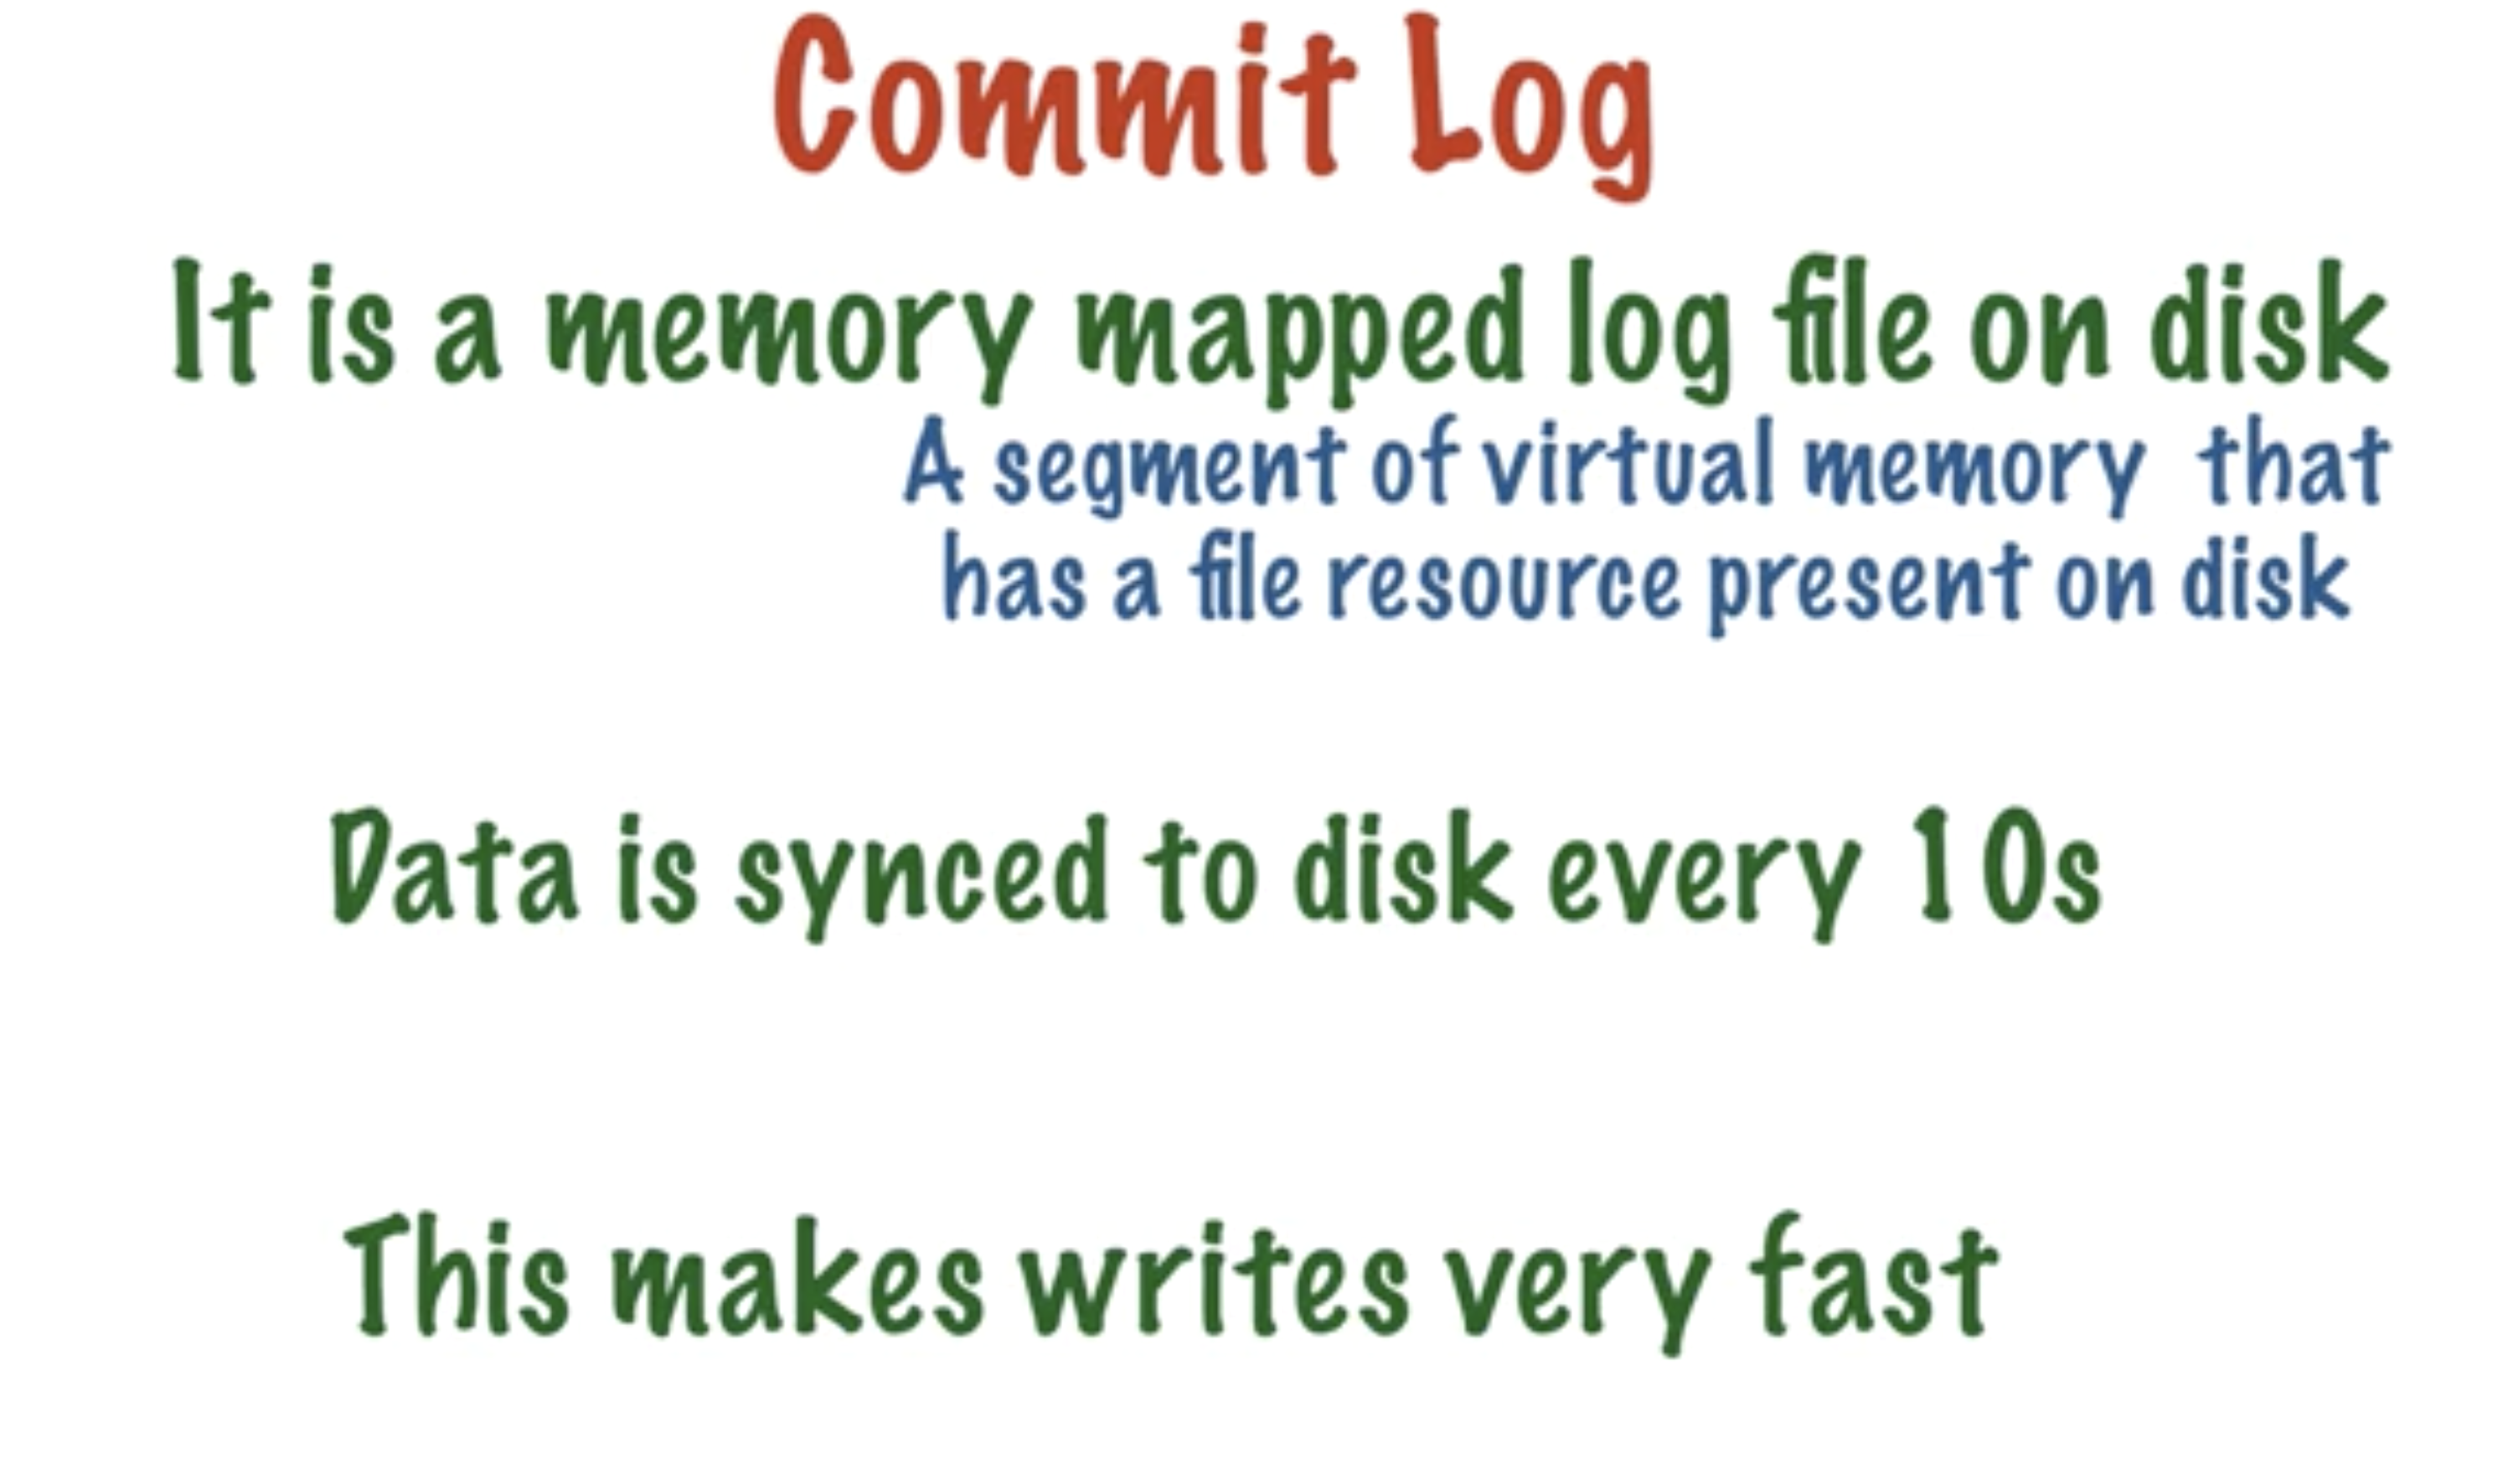 Commit Log
It is a memory mapped log file on disk
A segment of virtual memory that
has a file resource present on disk
Data is synced to disk every 10s
This makes writes very fast